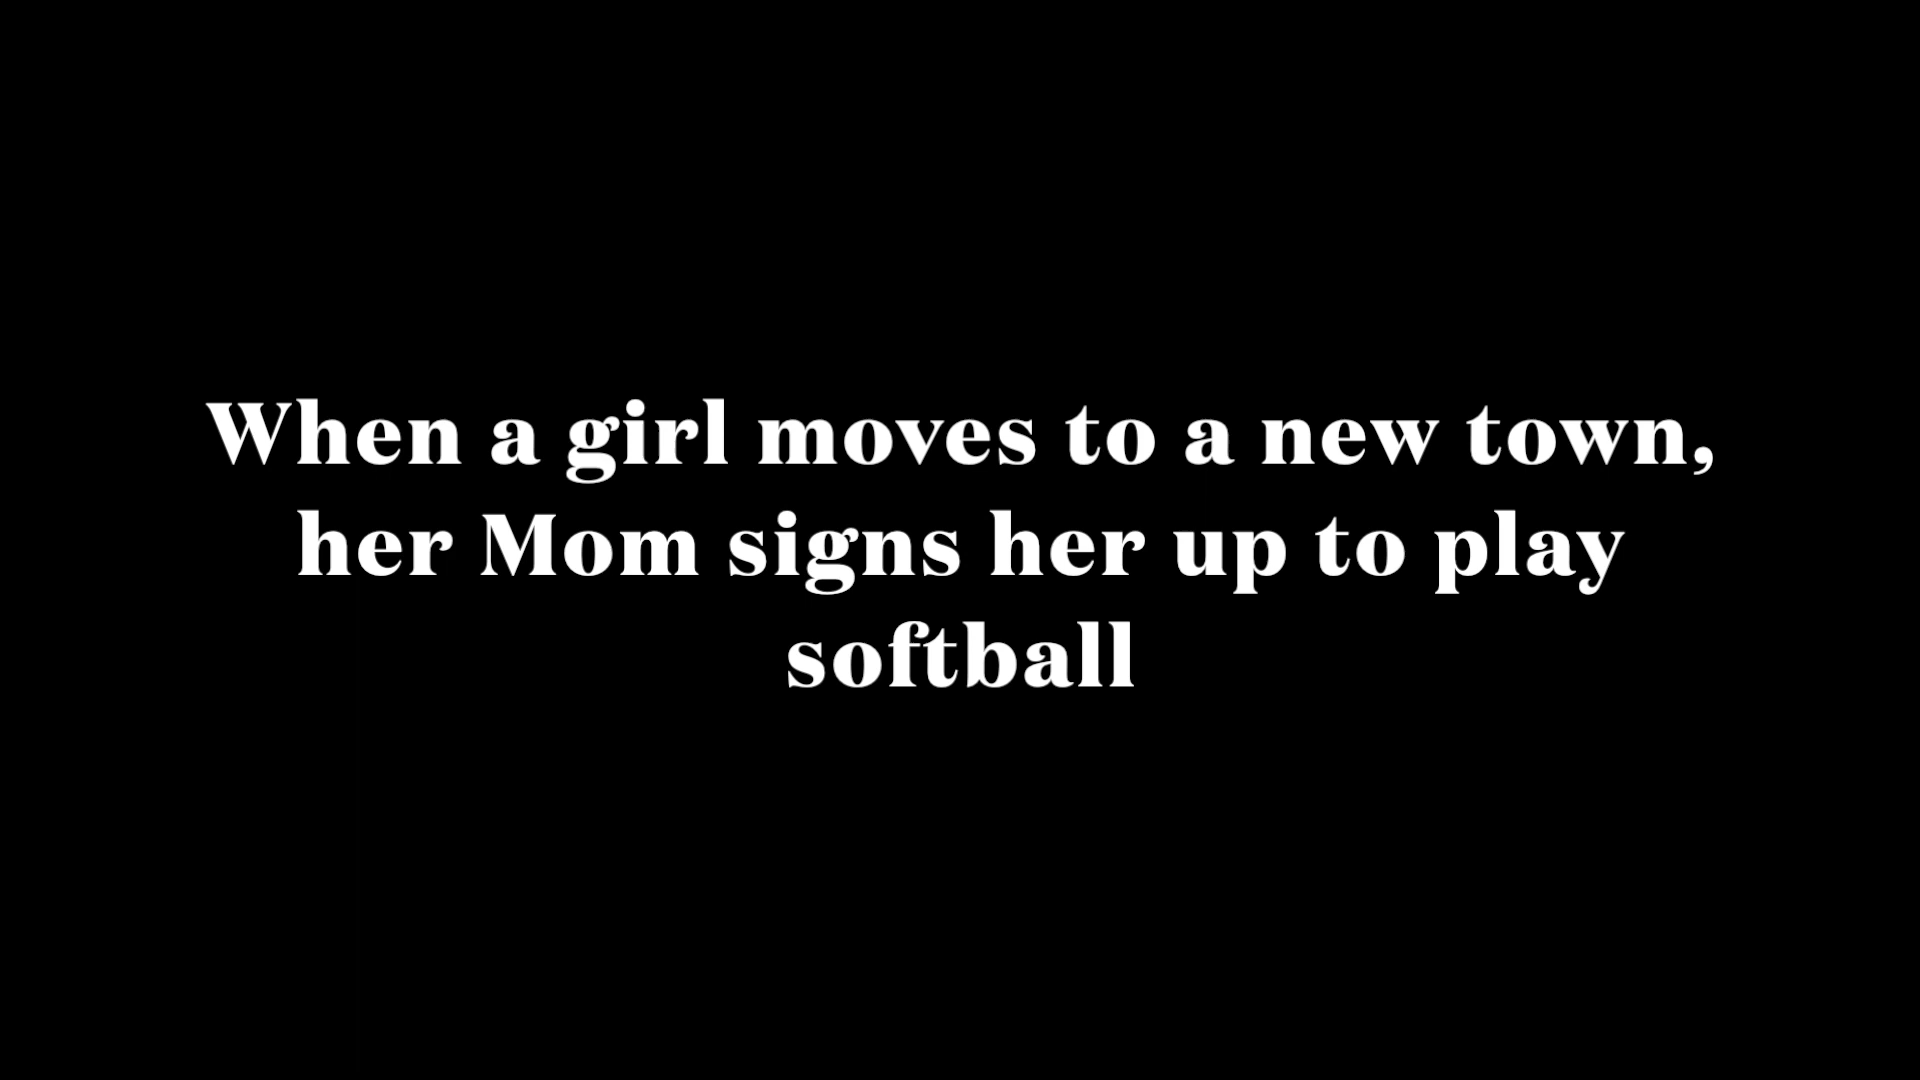 When a girl moves to a new town,
her Mom signs her up to play
softball